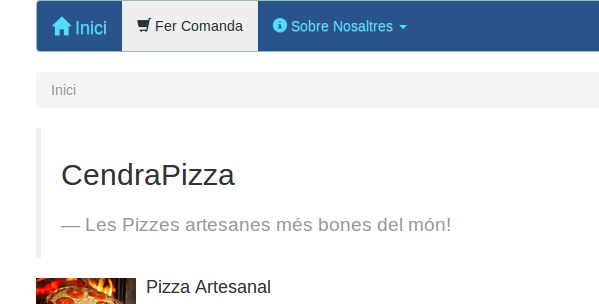 Inici Fer Comanda Sobre Nosaltres
Inici
CendraPizza
— Les Pizzes artesanes més bones del món!
Pizza Artesanal